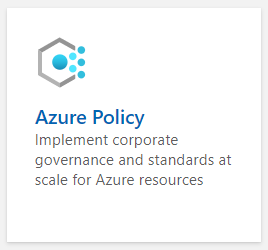 Azure Policy
Implement corporate
governance and standards at
scale for Azure resources